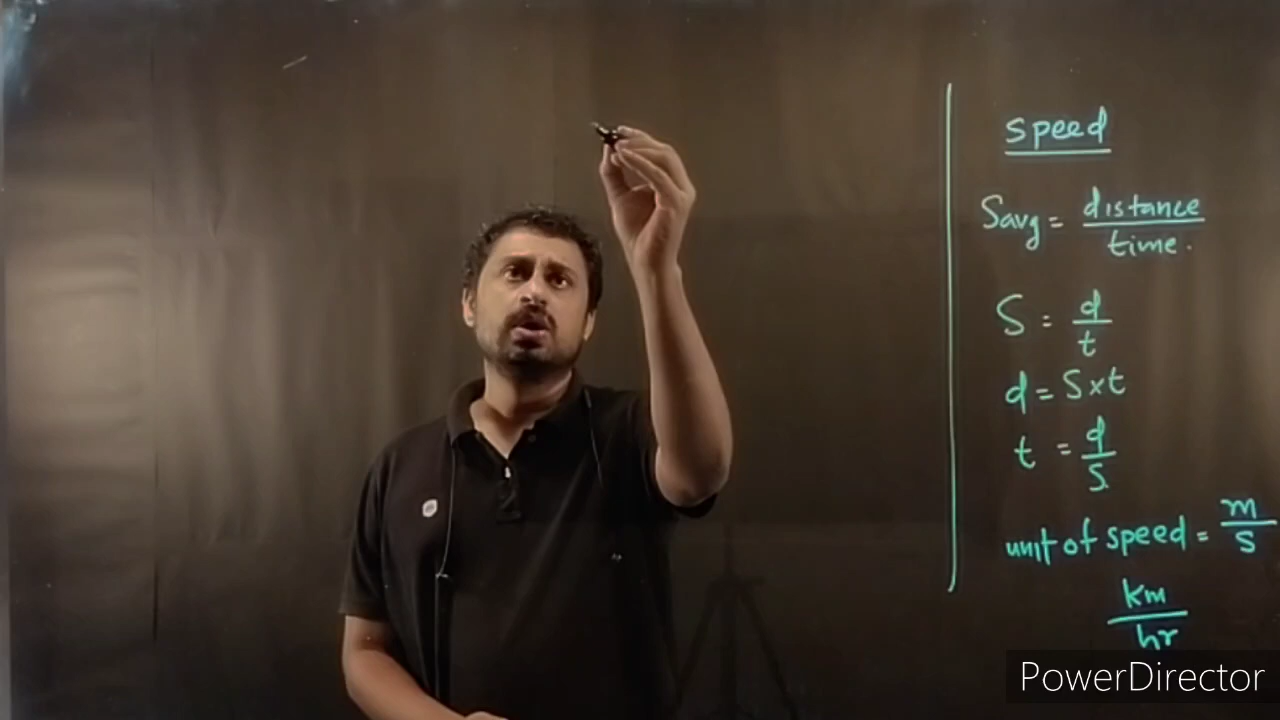 speed
Savg = distance / time.
S = d / t
d = S x t
t = d / S
unit of speed = m / s
km / hr
PowerDirector